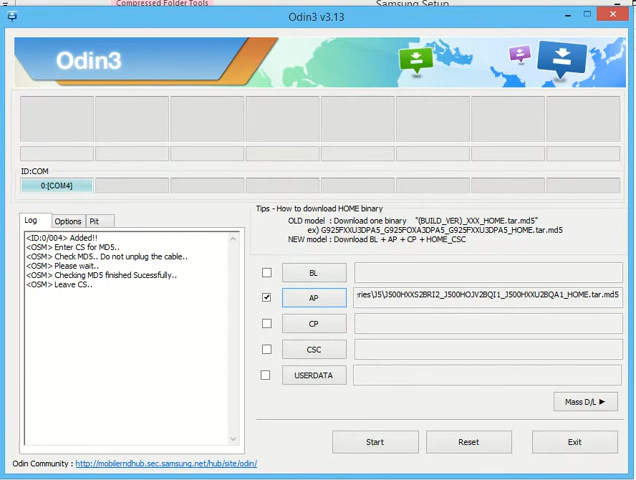 Compressed Folder Tools
Samsung Setup
Odin3 v3.13
Odin3
ID:COM
0:[COM4]
Log
Options
Pit
<ID:0/004> Added!!
<OSM> Enter CS for MD5..
<OSM> Check MD5.. Do not unplug the cable..
<OSM> Please wait..
<OSM> Checking MD5 finished Sucessfully..
<OSM> Leave CS..
Tips - How to download HOME binary
OLD model : Download one binary "(BUILD_VER)_XXX_HOME.tar.md5"
ex) G925FXXU3DPA5_G925FOXA3DPA5_G925FXXU3DPA5_HOME.tar.md5
NEW model : Download BL + AP + CP + HOME_CSC
BL
AP
ries\J5\J500HXXS2BRI2_J500HOJV2BQI1_J500HXXU2BQA1_HOME.tar.md5
CP
CSC
USERDATA
Mass D/L
Start
Reset
Exit
Odin Community : http://mobilerndhub.sec.samsung.net/hub/site/odin/